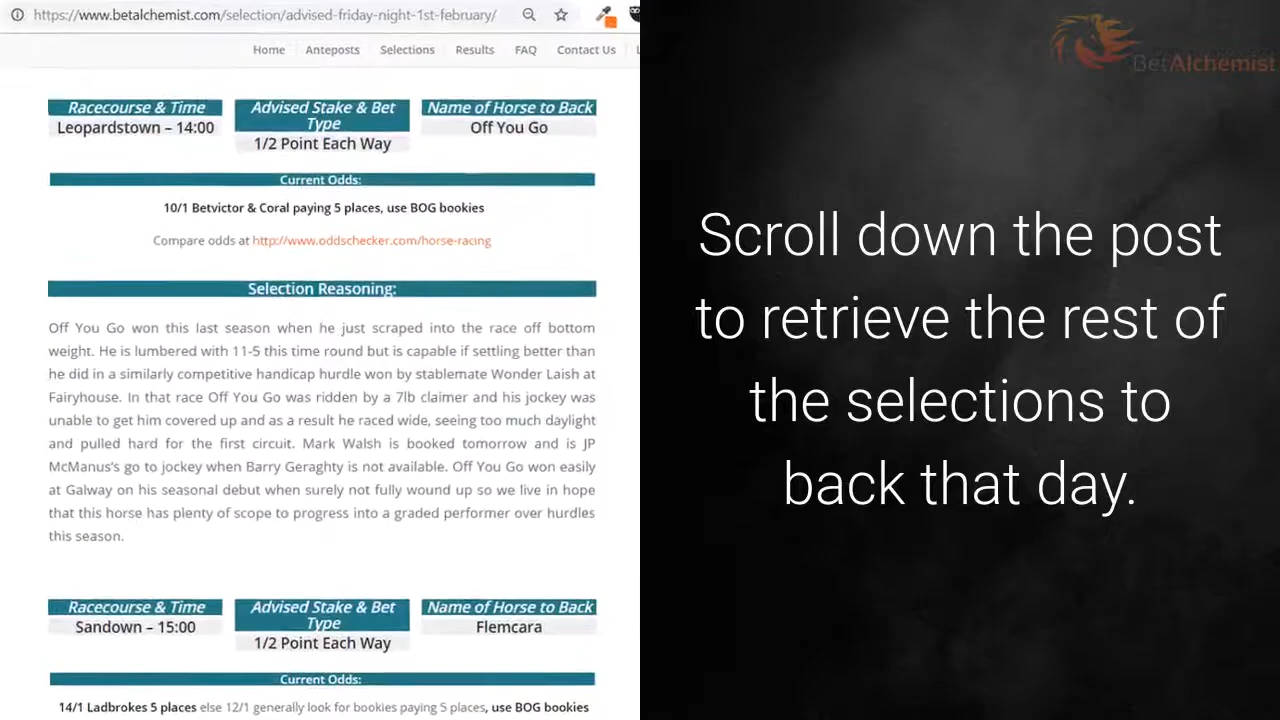 https://www.betalchemist.com/selection/advised-friday-night-1st-february/
Home Anteposts Selections Results FAQ Contact Us
Racecourse & Time
Leopardstown – 14:00
Advised Stake & Bet
Type
1/2 Point Each Way
Name of Horse to Back
Off You Go
Current Odds:
10/1 Betvictor & Coral paying 5 places, use BOG bookies
Compare odds at http://www.oddschecker.com/horse-racing
Selection Reasoning:
Off You Go won this last season when he just scraped into the race off bottom
weight. He is lumbered with 11-5 this time round but is capable if settling better than
he did in a similarly competitive handicap hurdle won by stablemate Wonder Laish at
Fairyhouse. In that race Off You Go was ridden by a 7lb claimer and his jockey was
unable to get him covered up and as a result he raced wide, seeing too much daylight
and pulled hard for the first circuit. Mark Walsh is booked tomorrow and is JP
McManus's go to jockey when Barry Geraghty is not available. Off You Go won easily
at Galway on his seasonal debut when surely not fully wound up so we live in hope
that this horse has plenty of scope to progress into a graded performer over hurdles
this season.
Racecourse & Time
Sandown – 15:00
Advised Stake & Bet
Type
1/2 Point Each Way
Name of Horse to Back
Flemcara
Current Odds:
14/1 Ladbrokes 5 places else 12/1 generally look for bookies paying 5 places, use BOG bookies
BetAlchemist
Scroll down the post
to retrieve the rest of
the selections to
back that day.